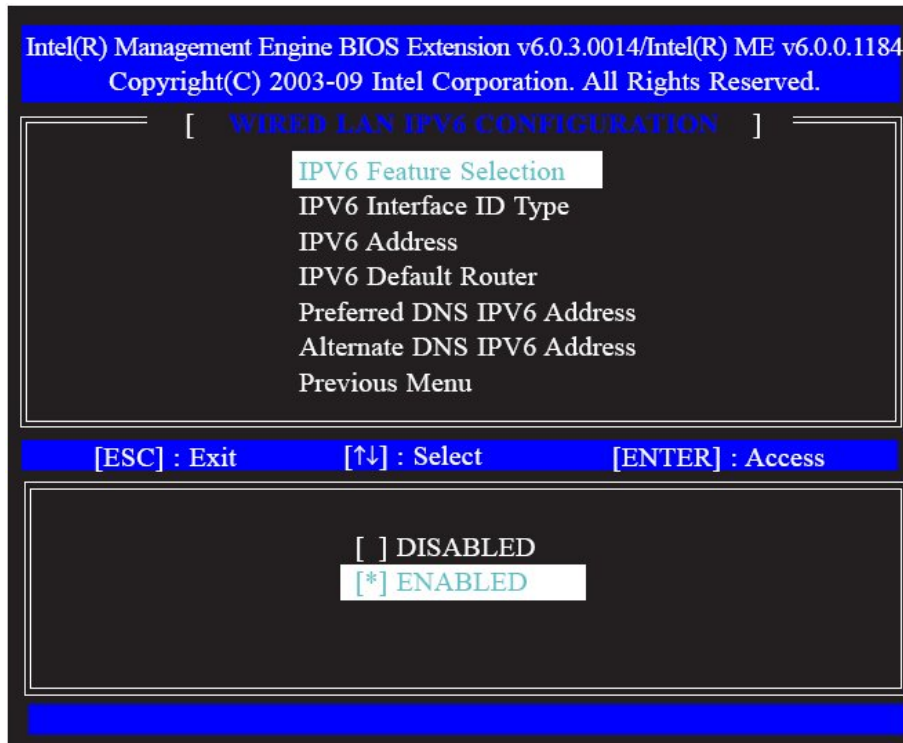 Intel(R) Management Engine BIOS Extension v6.0.3.0014/Intel(R) ME v6.0.0.1184
Copyright(C) 2003-09 Intel Corporation. All Rights Reserved.
[ WIRED LAN IPV6 CONFIGURATION ]
IPV6 Feature Selection
IPV6 Interface ID Type
IPV6 Address
IPV6 Default Router
Preferred DNS IPV6 Address
Alternate DNS IPV6 Address
Previous Menu
[ESC] : Exit [↑↓] : Select [ENTER] : Access
[ ] DISABLED
[*] ENABLED